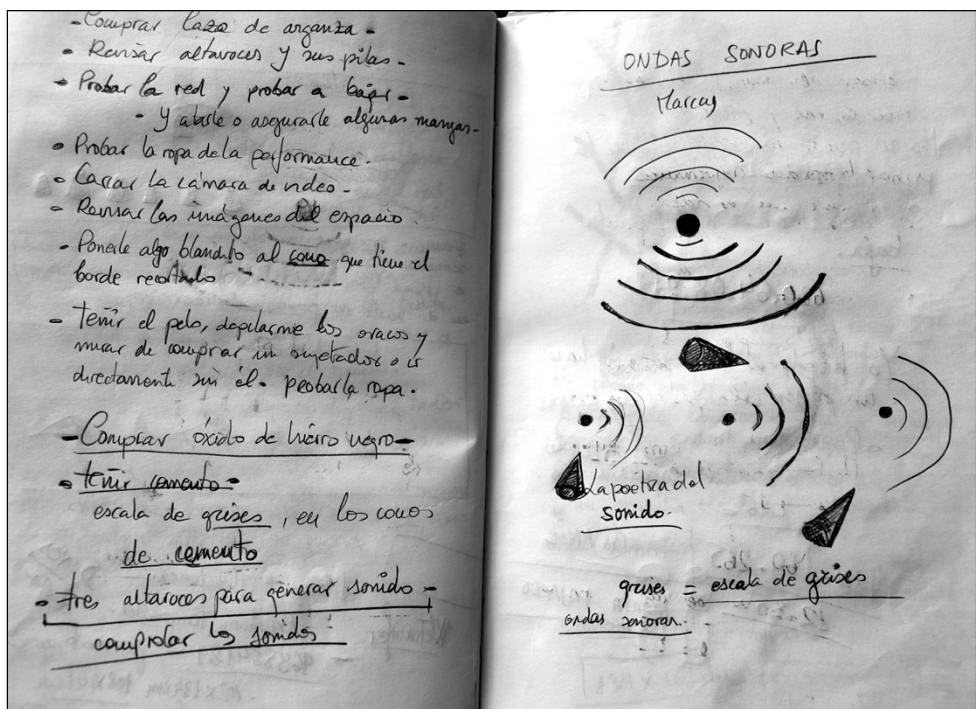 - Comprar lazo de arganza -
- Revisar altavoces y sus pilas -
- Probar la red y probar a bajar -
- Y atarle o asegurarle algunas mangas -
- Probar la ropa de la performance -
- Cargar la cámara de video -
- Revisar las imágenes del espacio
- Ponerle algo blandito al cono que tiene el
borde recortado
- teñir el pelo, depilarme los y
mirar de comprar un sujetador o ir
directamente sin él. probar la ropa.
- Comprar óxido de hierro negro -
- teñir cemento -
escala de grises, en los conos
de cemento
- tres altavoces para generar sonido -
comprobar los sonidos
ONDAS SONORAS
Marcas
La poetica del
sonido.
grises = escala de grises
ondas sonoras.